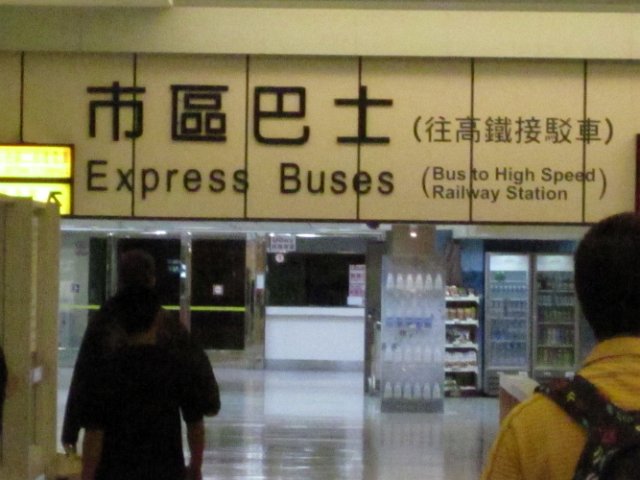 市區巴士 (往高鐵接駁車)
Express Buses (Bus to High Speed
Railway Station)